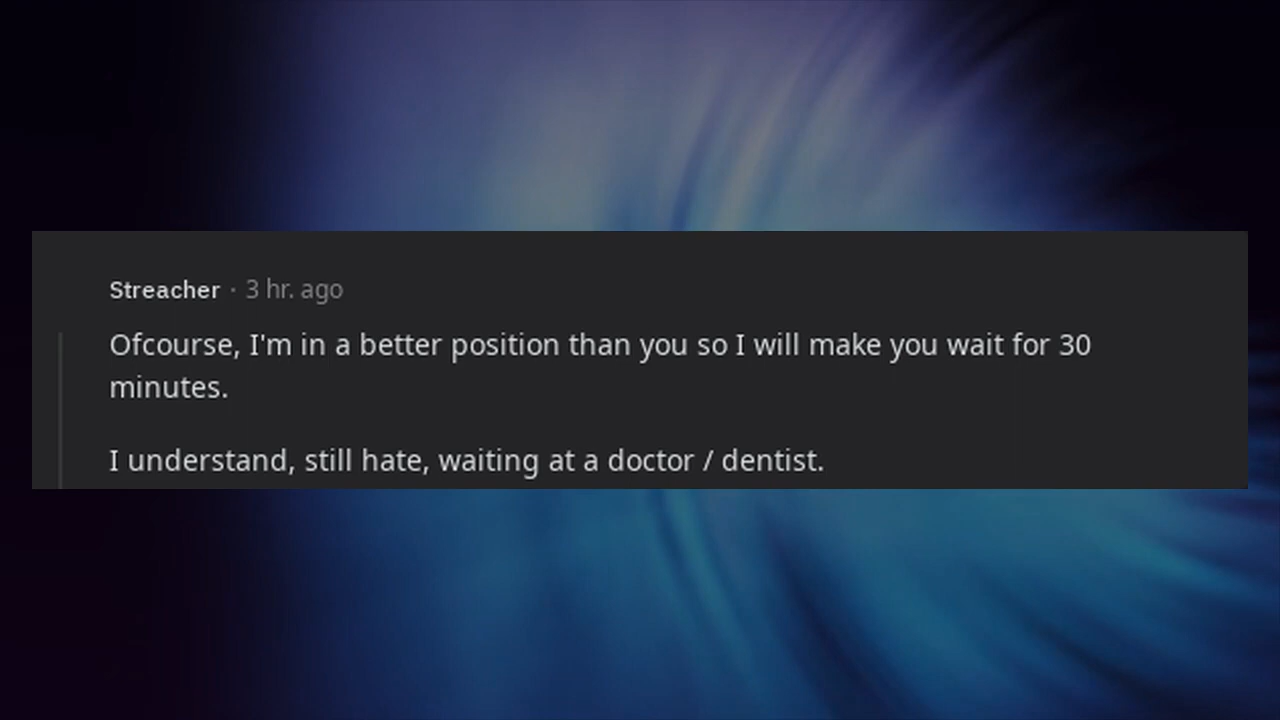 Streacher · 3 hr. ago
Ofcourse, I'm in a better position than you so I will make you wait for 30
minutes.
I understand, still hate, waiting at a doctor / dentist.